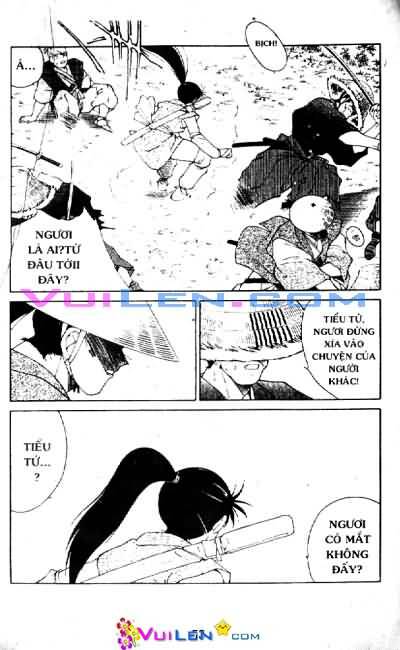 BỊCH!
Á...
NGƯƠI
LÀ AI?TỪ
ĐÂU TỚII
ĐÂY?
VuiLen.com
TIỂU TỬ,
NGƯƠI ĐỪNG
XÍA VÀO
CHUYỆN CỦA
NGƯỜI
KHÁC!
TIỂU
TỬ...
?
NGƯƠI
CÓ MẮT
KHÔNG
ĐẤY?
VuiLen
.com